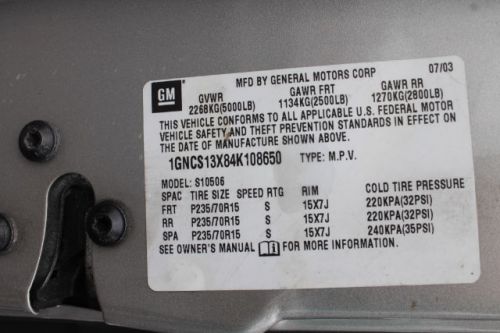 GM
MFD BY GENERAL MOTORS CORP 07/03
GVWR GAWR FRT GAWR RR
2268KG(5000LB) 1134KG(2500LB) 1270KG(2800LB)
THIS VEHICLE CONFORMS TO ALL APPLICABLE U.S. FEDERAL MOTOR
VEHICLE SAFETY AND THEFT PREVENTION STANDARDS IN EFFECT ON
THE DATE OF MANUFACTURE SHOWN ABOVE.
1GNCS13X84K108650 TYPE: M.P.V.
MODEL: S10506
SPAC TIRE SIZE SPEED RTG RIM COLD TIRE PRESSURE
FRT P235/70R15 S 15X7J 220KPA(32PSI)
RR P235/70R15 S 15X7J 220KPA(32PSI)
SPA P235/70R15 S 15X7J 240KPA(35PSI)
SEE OWNER'S MANUAL FOR MORE INFORMATION.